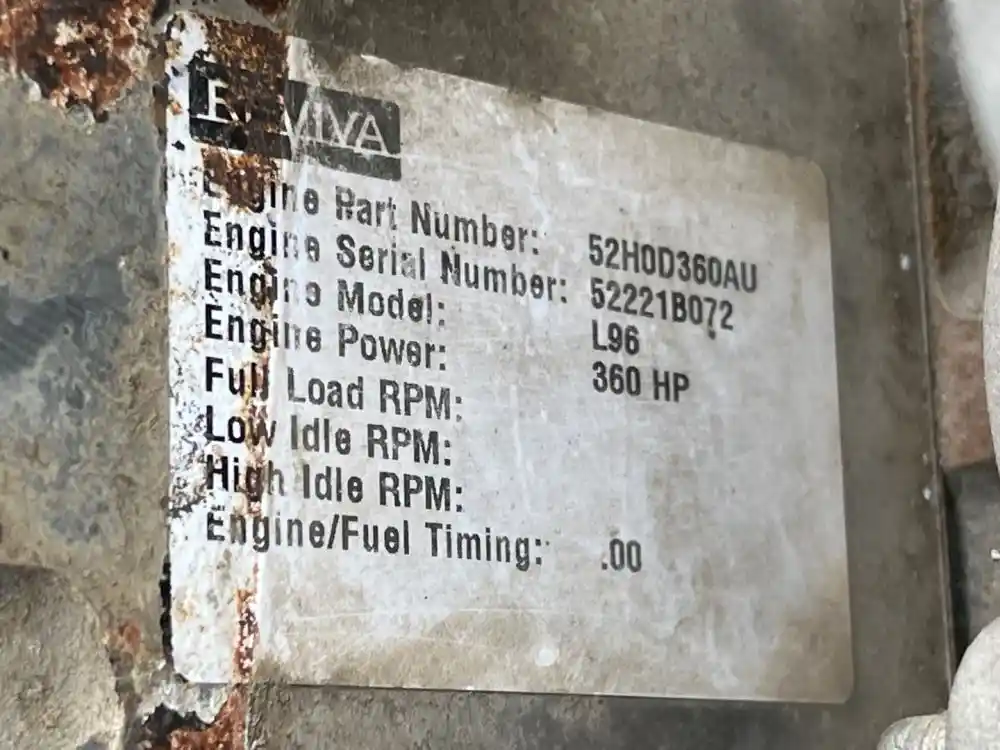 REVIVA
Engine Part Number: 52H0D360AU
Engine Serial Number: 52221B072
Engine Model: L96
Engine Power: 360 HP
Full Load RPM:
Low Idle RPM:
High Idle RPM:
Engine/Fuel Timing: .00